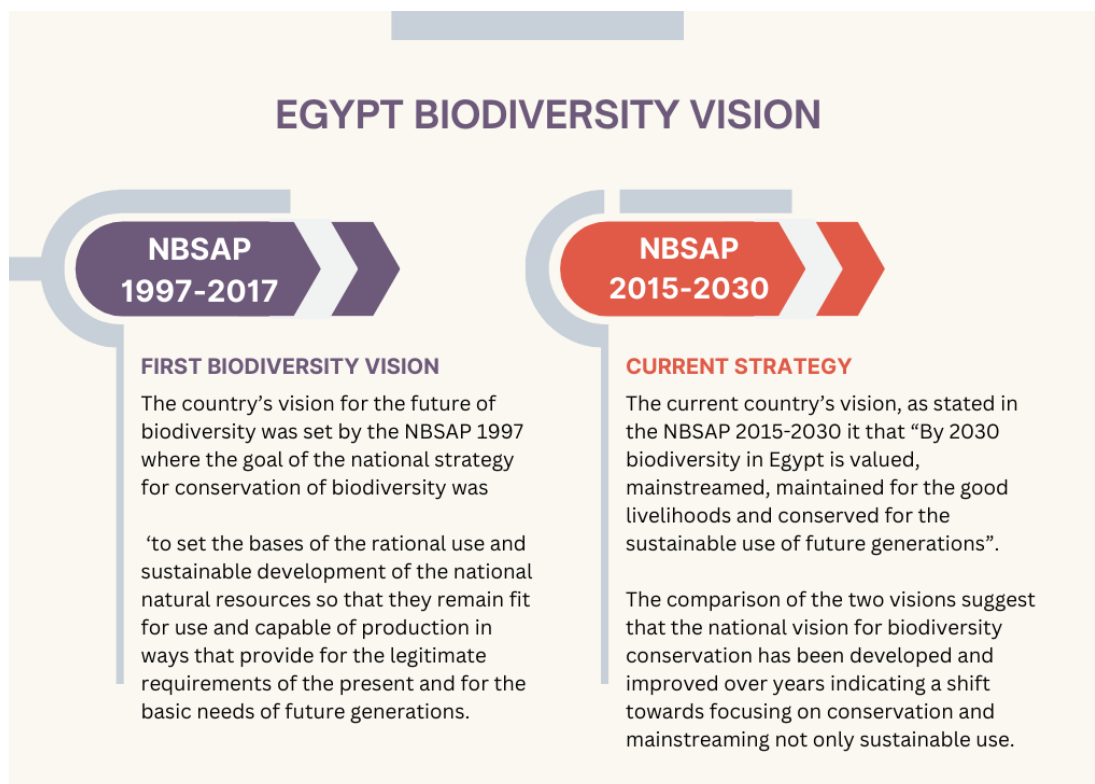 EGYPT BIODIVERSITY VISION
NBSAP
1997-2017
FIRST BIODIVERSITY VISION
The country’s vision for the future of
biodiversity was set by the NBSAP 1997
where the goal of the national strategy
for conservation of biodiversity was
‘to set the bases of the rational use and
sustainable development of the national
natural resources so that they remain fit
for use and capable of production in
ways that provide for the legitimate
requirements of the present and for the
basic needs of future generations.
NBSAP
2015-2030
CURRENT STRATEGY
The current country’s vision, as stated in
the NBSAP 2015-2030 it that “By 2030
biodiversity in Egypt is valued,
mainstreamed, maintained for the good
livelihoods and conserved for the
sustainable use of future generations”.
The comparison of the two visions suggest
that the national vision for biodiversity
conservation has been developed and
improved over years indicating a shift
towards focusing on conservation and
mainstreaming not only sustainable use.